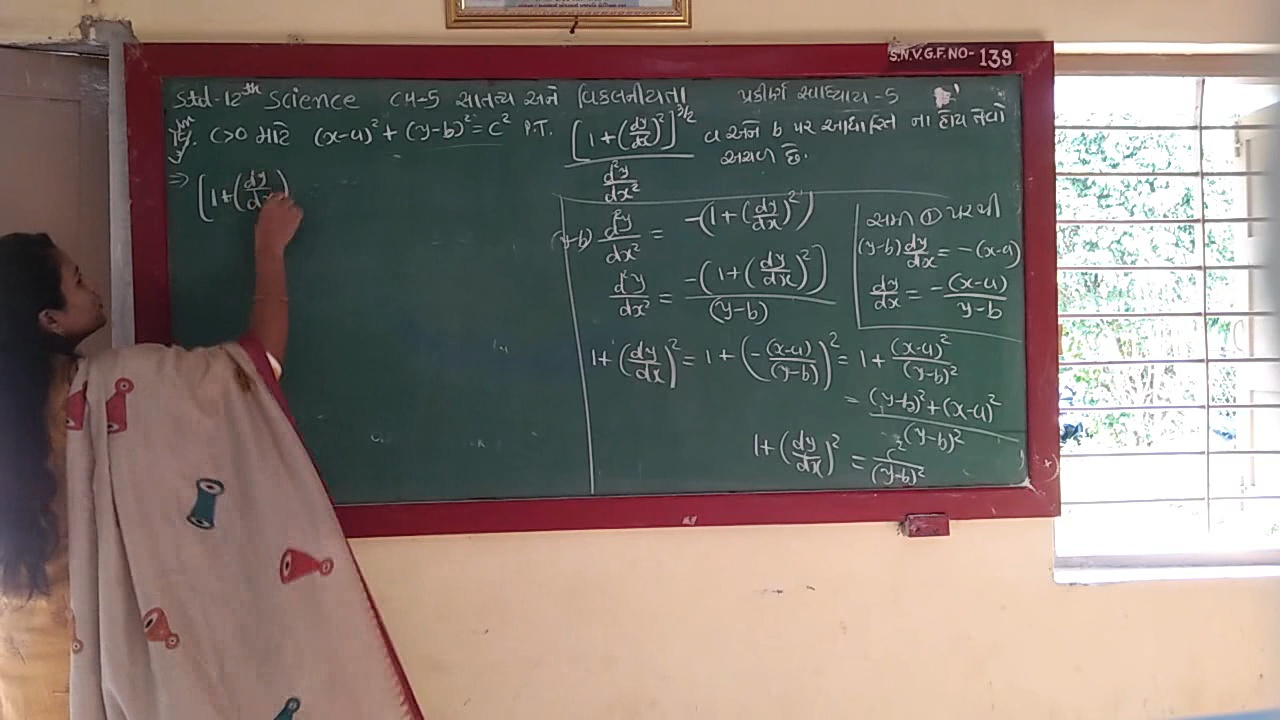 S.N.V.G.F.NO- 139
Std-12th Science CH-5 સાતત્ય અને વિકલનીયતા પ્રકીર્ણ સ્વાધ્યાય-5
C>0 માટે (x-a)² + (y-b)² = c² P.T. [1+(dy/dx)²]^3/2 / d²y/dx² a અને b પર આધારિત ના હોય તેવો
અચળ છે.
⇒ [1+(dy/dx)
(y-b) d²y/dx² = -(1+(dy/dx)²)
d²y/dx² = -(1+(dy/dx)²) / (y-b)
1+(dy/dx)² = 1+(-(x-a)/(y-b))² = 1+ (x-a)²/(y-b)²
= (y-b)²+(x-a)² / (y-b)²
1+(dy/dx)² = c²/(y-b)²
સમી ① પરથી
(y-b) dy/dx = -(x-a)
dy/dx = -(x-a)/y-b